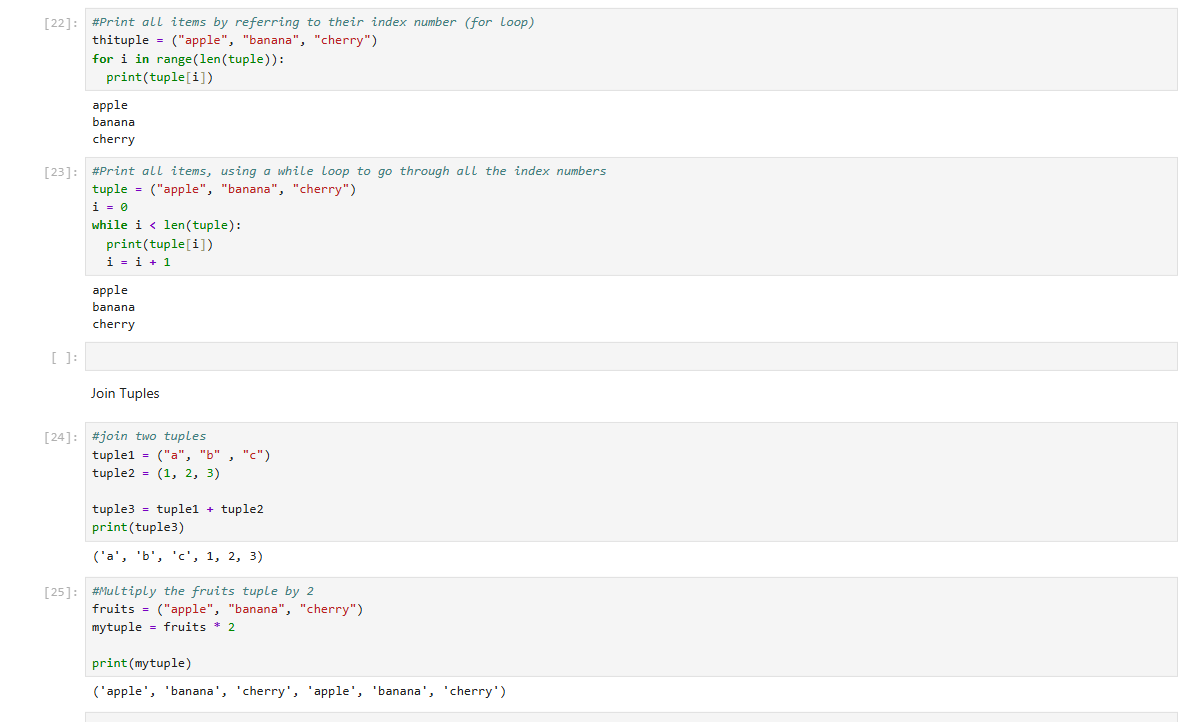 [22]: #Print all items by referring to their index number (for loop)
thituple = ("apple", "banana", "cherry")
for i in range(len(tuple)):
  print(tuple[i])
apple
banana
cherry
[23]: #Print all items, using a while loop to go through all the index numbers
tuple = ("apple", "banana", "cherry")
i = 0
while i < len(tuple):
  print(tuple[i])
  i = i + 1
apple
banana
cherry
[ ]:
Join Tuples
[24]: #join two tuples
tuple1 = ("a", "b" , "c")
tuple2 = (1, 2, 3)
tuple3 = tuple1 + tuple2
print(tuple3)
('a', 'b', 'c', 1, 2, 3)
[25]: #Multiply the fruits tuple by 2
fruits = ("apple", "banana", "cherry")
mytuple = fruits * 2
print(mytuple)
('apple', 'banana', 'cherry', 'apple', 'banana', 'cherry')